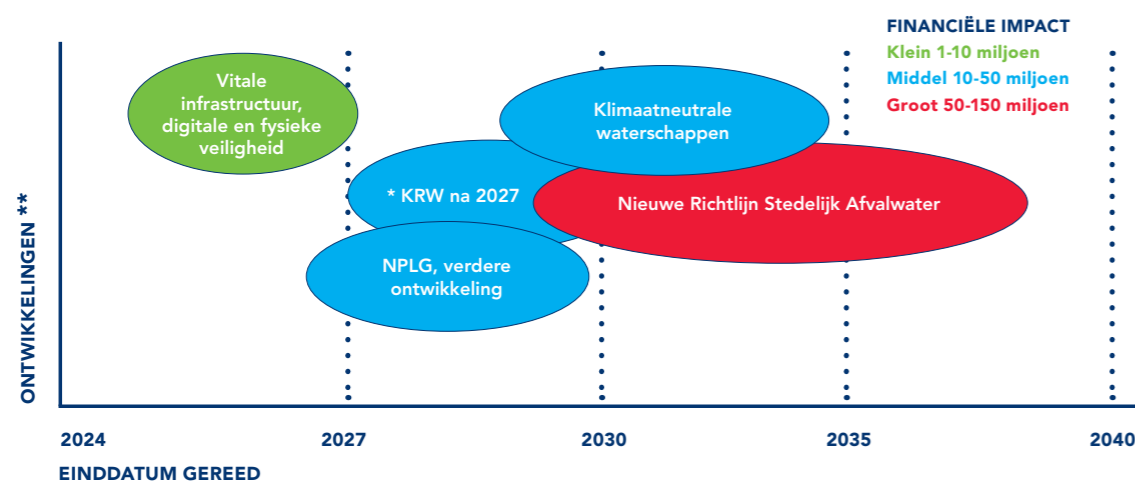 FINANCIËLE IMPACT
Klein 1-10 miljoen
Middel 10-50 miljoen
Groot 50-150 miljoen
Vitale
infrastructuur,
digitale en fysieke
veiligheid
Klimaatneutrale
waterschappen
* KRW na 2027
Nieuwe Richtlijn Stedelijk Afvalwater
NPLG, verdere
ontwikkeling
ONTWIKKELINGEN **
2024 2027 2030 2035 2040
EINDDATUM GEREED